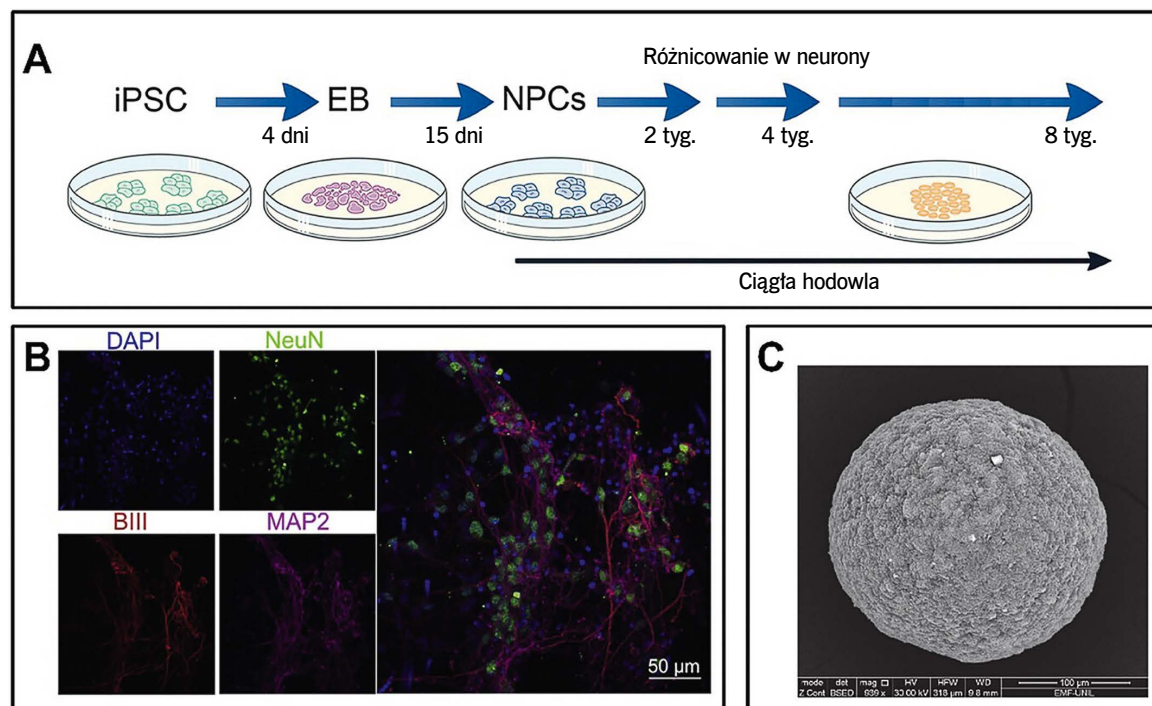 A
Różnicowanie w neurony
iPSC EB NPCs
4 dni 15 dni 2 tyg. 4 tyg. 8 tyg.
Ciągła hodowla
B
DAPI NeuN
BIII MAP2
50 µm
C
mode det mag HV HFW WD 100 µm
Z Cont BSED 939 x 30.00 kV 318 µm 9.8 mm EMF-UNIL